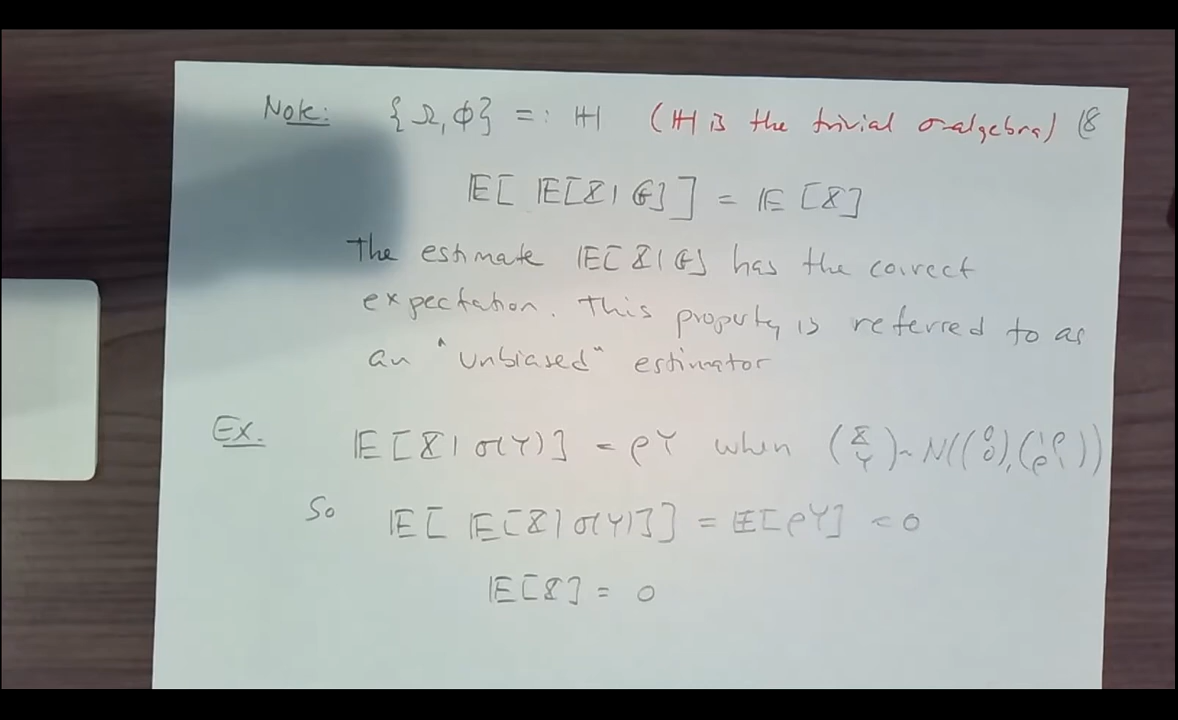 Note: {Ω, ϕ} =: ℍ (ℍ is the trivial σ-algebra) (8
𝔼[ 𝔼[X | G] ] = 𝔼[X]
The estimate 𝔼[X | G] has the correct
expectation. This property is referred to as
an "unbiased" estimator
Ex. 𝔼[X | σ(Y)] = ρY when (X Y) ~ N((0 0), (1 ρ ρ 1))
So 𝔼[ 𝔼[X | σ(Y)] ] = 𝔼[ρY] = 0
𝔼[X] = 0